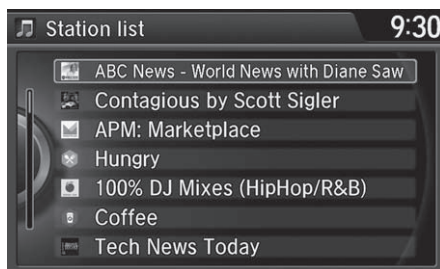 Station list
9:30
ABC News - World News with Diane Saw
Contagious by Scott Sigler
APM: Marketplace
Hungry
100% DJ Mixes (HipHop/R&B)
Coffee
Tech News Today